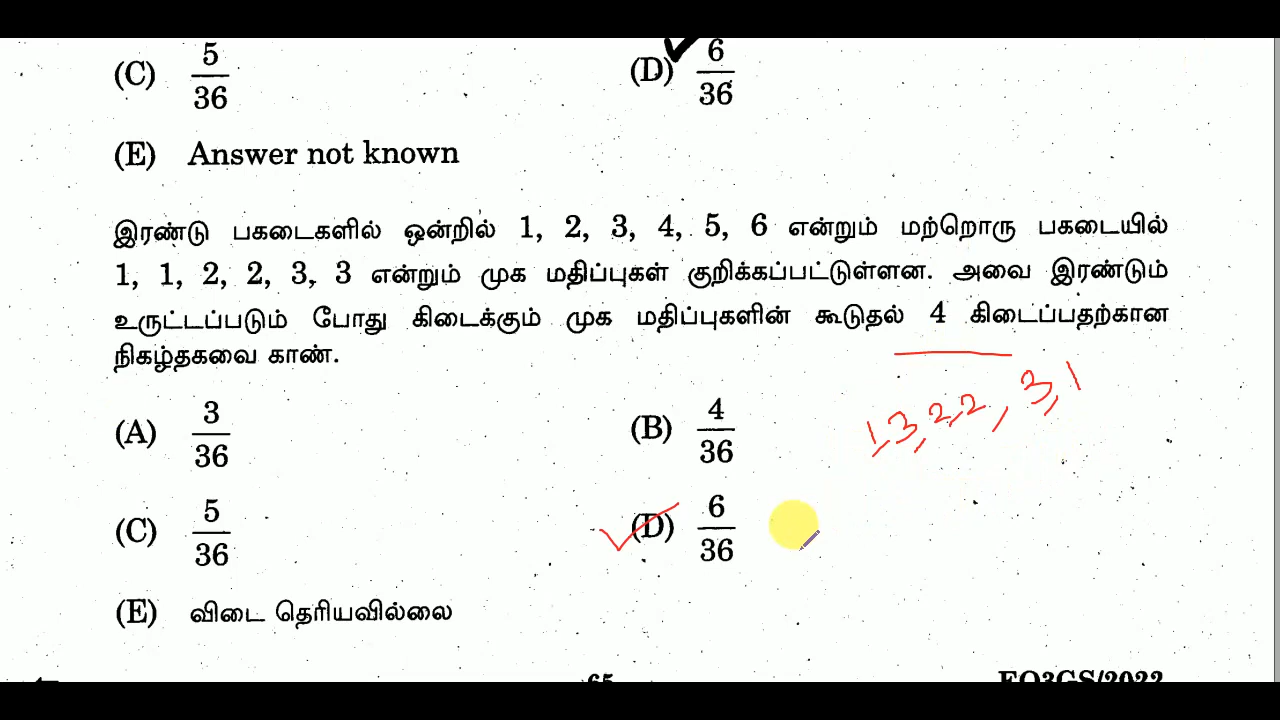 (C) 5/36 (D) 6/36
(E) Answer not known
இரண்டு பகடைகளில் ஒன்றில் 1, 2, 3, 4, 5, 6 என்றும் மற்றொரு பகடையில்
1, 1, 2, 2, 3, 3 என்றும் முக மதிப்புகள் குறிக்கப்பட்டுள்ளன. அவை இரண்டும்
உருட்டப்படும் போது கிடைக்கும் முக மதிப்புகளின் கூடுதல் 4 கிடைப்பதற்கான
நிகழ்தகவை காண்.
1,3,2,2,3,1
(A) 3/36 (B) 4/36
(C) 5/36 (D) 6/36
(E) விடை தெரியவில்லை
65